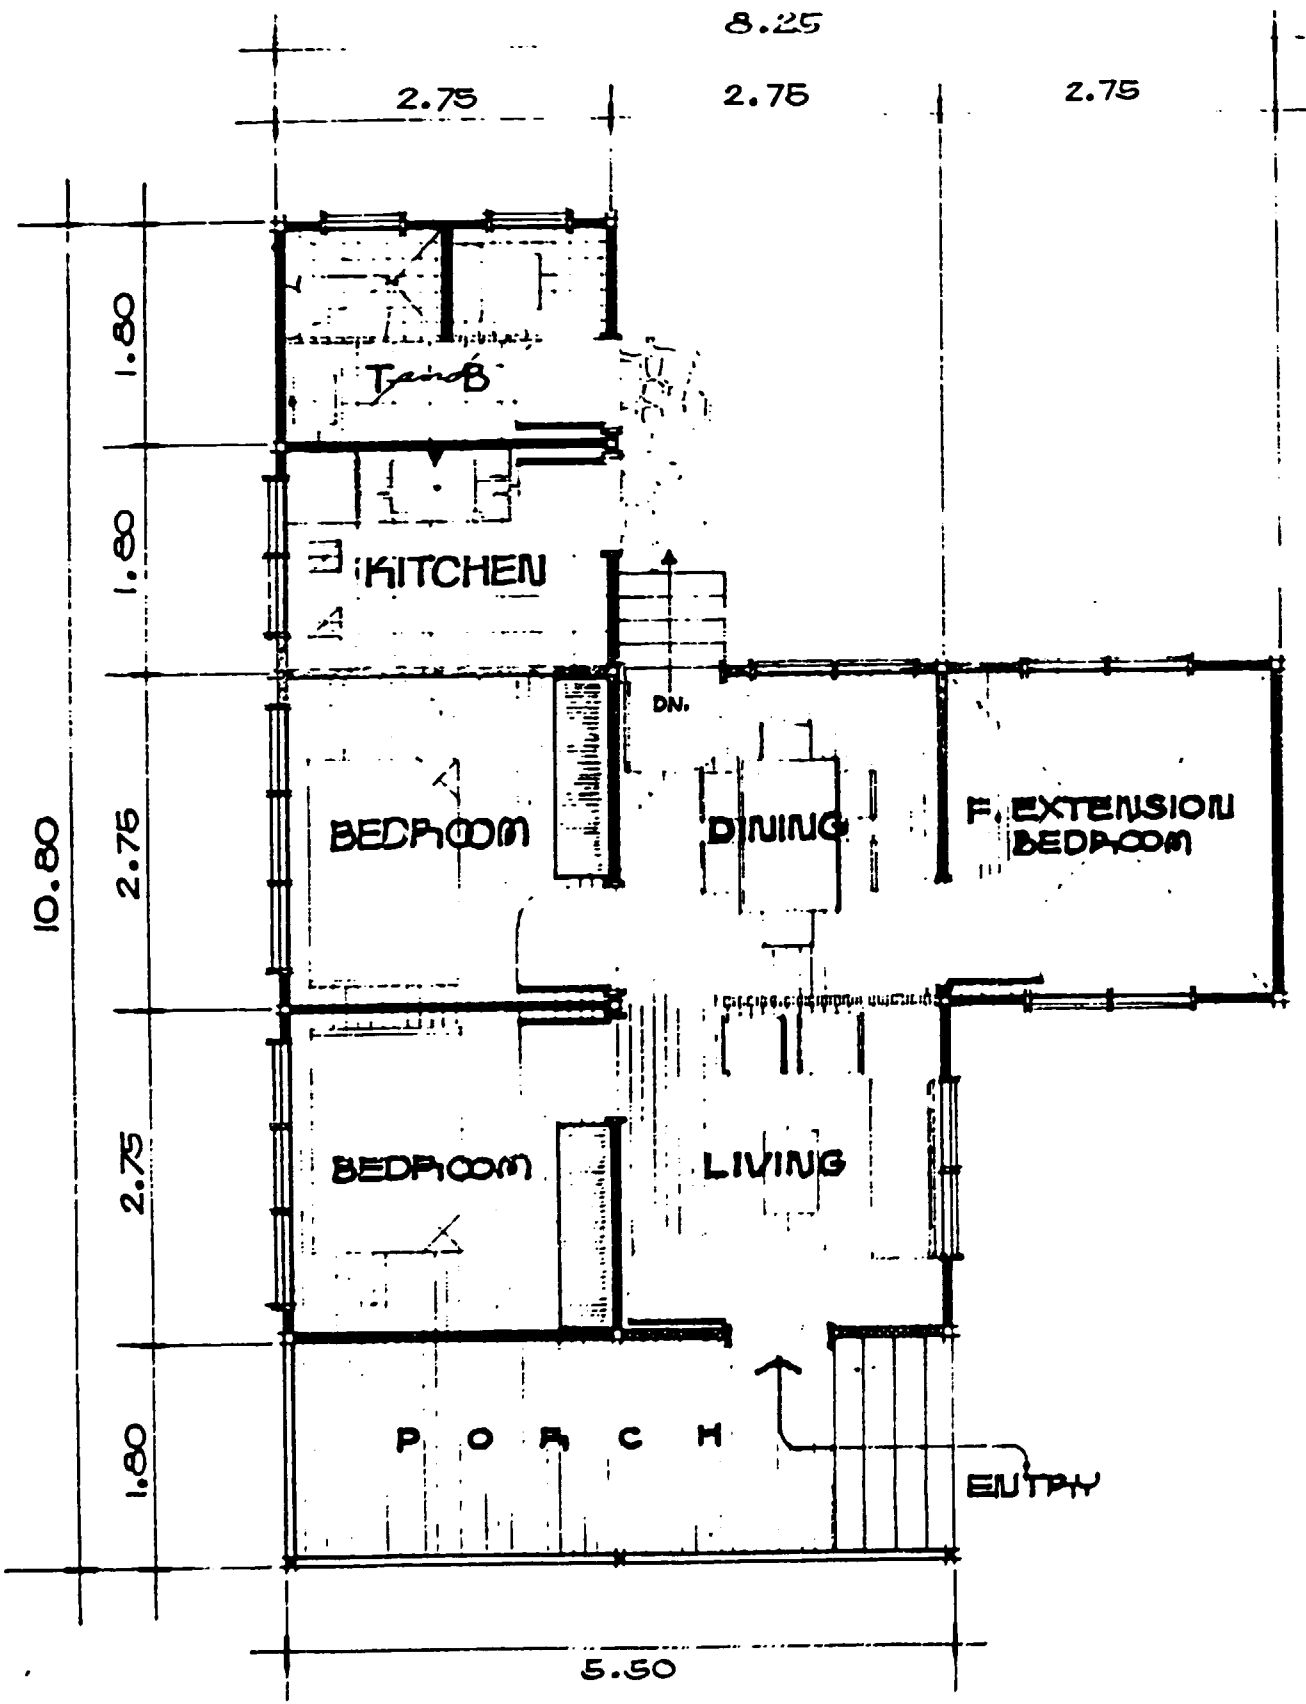 8.25
2.75
2.75
2.75
1.80
T and B
1.80
KITCHEN
DN.
10.80
2.75
BEDROOM
DINING
F. EXTENSION
BEDROOM
2.75
BEDROOM
LIVING
1.80
PORCH
ENTRY
5.50